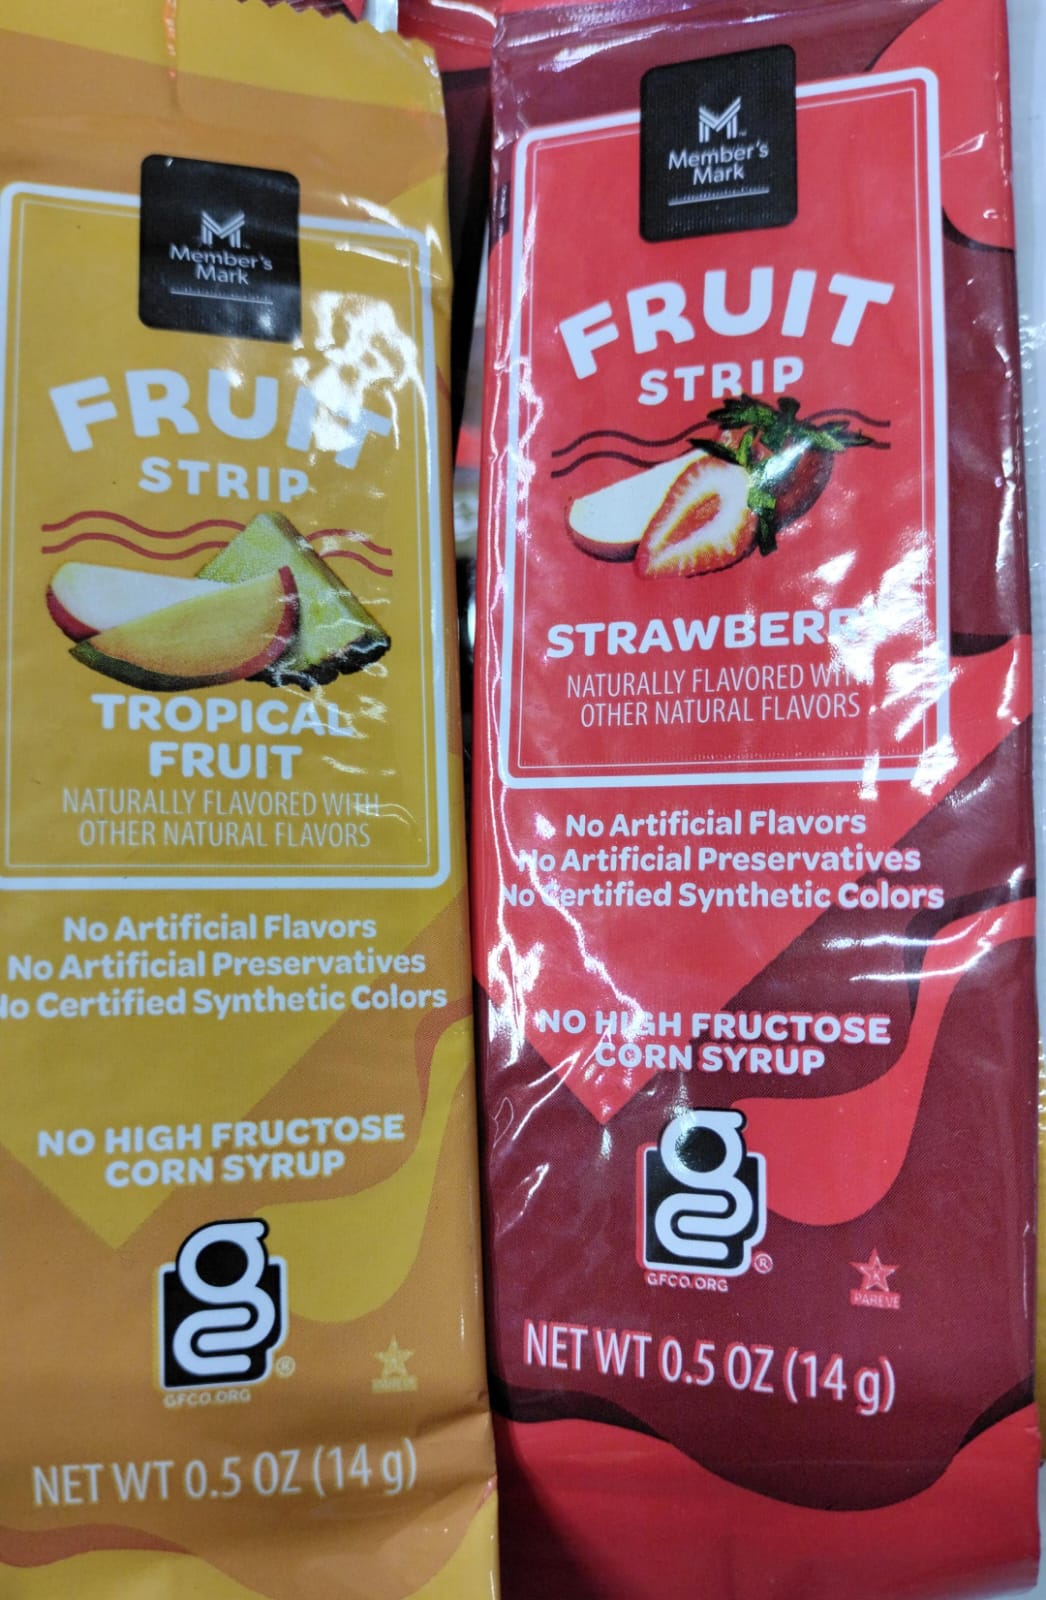 Member's
Mark
FRUIT
STRIP
TROPICAL
FRUIT
NATURALLY FLAVORED WITH
OTHER NATURAL FLAVORS
No Artificial Flavors
No Artificial Preservatives
No Certified Synthetic Colors
NO HIGH FRUCTOSE
CORN SYRUP
GFCO.ORG
PAREVE
NET WT 0.5 OZ (14 g)
Member's
Mark
FRUIT
STRIP
STRAWBERRY
NATURALLY FLAVORED WITH
OTHER NATURAL FLAVORS
No Artificial Flavors
No Artificial Preservatives
No Certified Synthetic Colors
NO HIGH FRUCTOSE
CORN SYRUP
GFCO.ORG
PAREVE
NET WT 0.5 OZ (14 g)